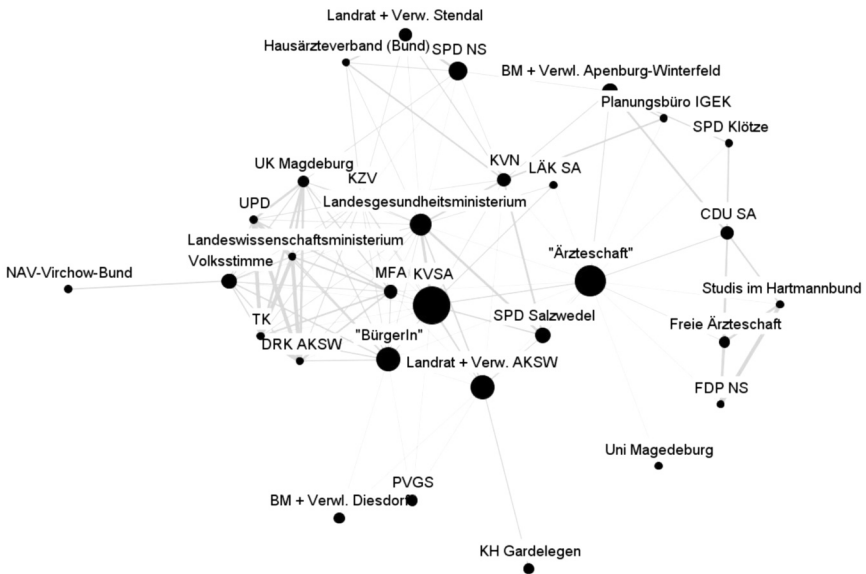 Landrat + Verw. Stendal
Hausärzteverband (Bund)
SPD NS
BM + Verwl. Apenburg-Winterfeld
Planungsbüro IGEK
SPD Klötze
UK Magdeburg
KZV
KVN
LÄK SA
UPD
Landesgesundheitsministerium
CDU SA
Landeswissenschaftsministerium
"Ärzteschaft"
NAV-Virchow-Bund
Volksstimme
MFA
KVSA
Studis im Hartmannbund
TK
SPD Salzwedel
Freie Ärzteschaft
DRK AKSW
"BürgerIn"
Landrat + Verw. AKSW
FDP NS
Uni Magedeburg
PVGS
BM + Verwl. Diesdorf
KH Gardelegen